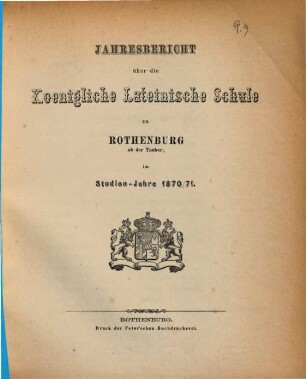 P. 9
JAHRESBERICHT
über die
Koenigliche Lateinische Schule
zu
ROTHENBURG
ob der Tauber,
im
Studien-Jahre 1870/71.
ROTHENBURG.
Druck der Peter'schen Buchdruckerei.